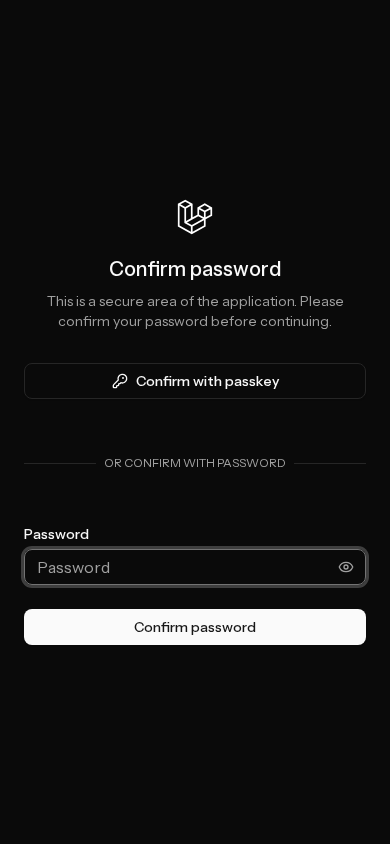 Confirm password
This is a secure area of the application. Please
confirm your password before continuing.
Confirm with passkey
OR CONFIRM WITH PASSWORD
Password
Password
Confirm password